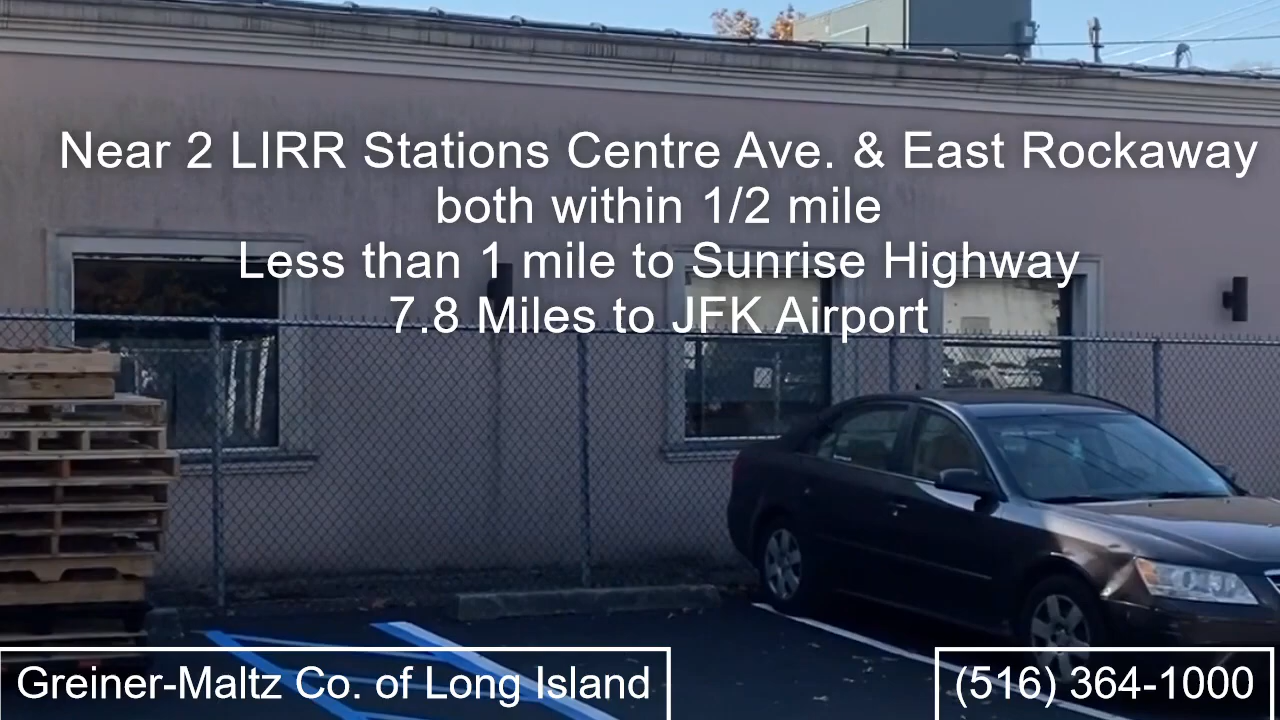 Near 2 LIRR Stations Centre Ave. & East Rockaway
both within 1/2 mile
Less than 1 mile to Sunrise Highway
7.8 Miles to JFK Airport
Greiner-Maltz Co. of Long Island
(516) 364-1000